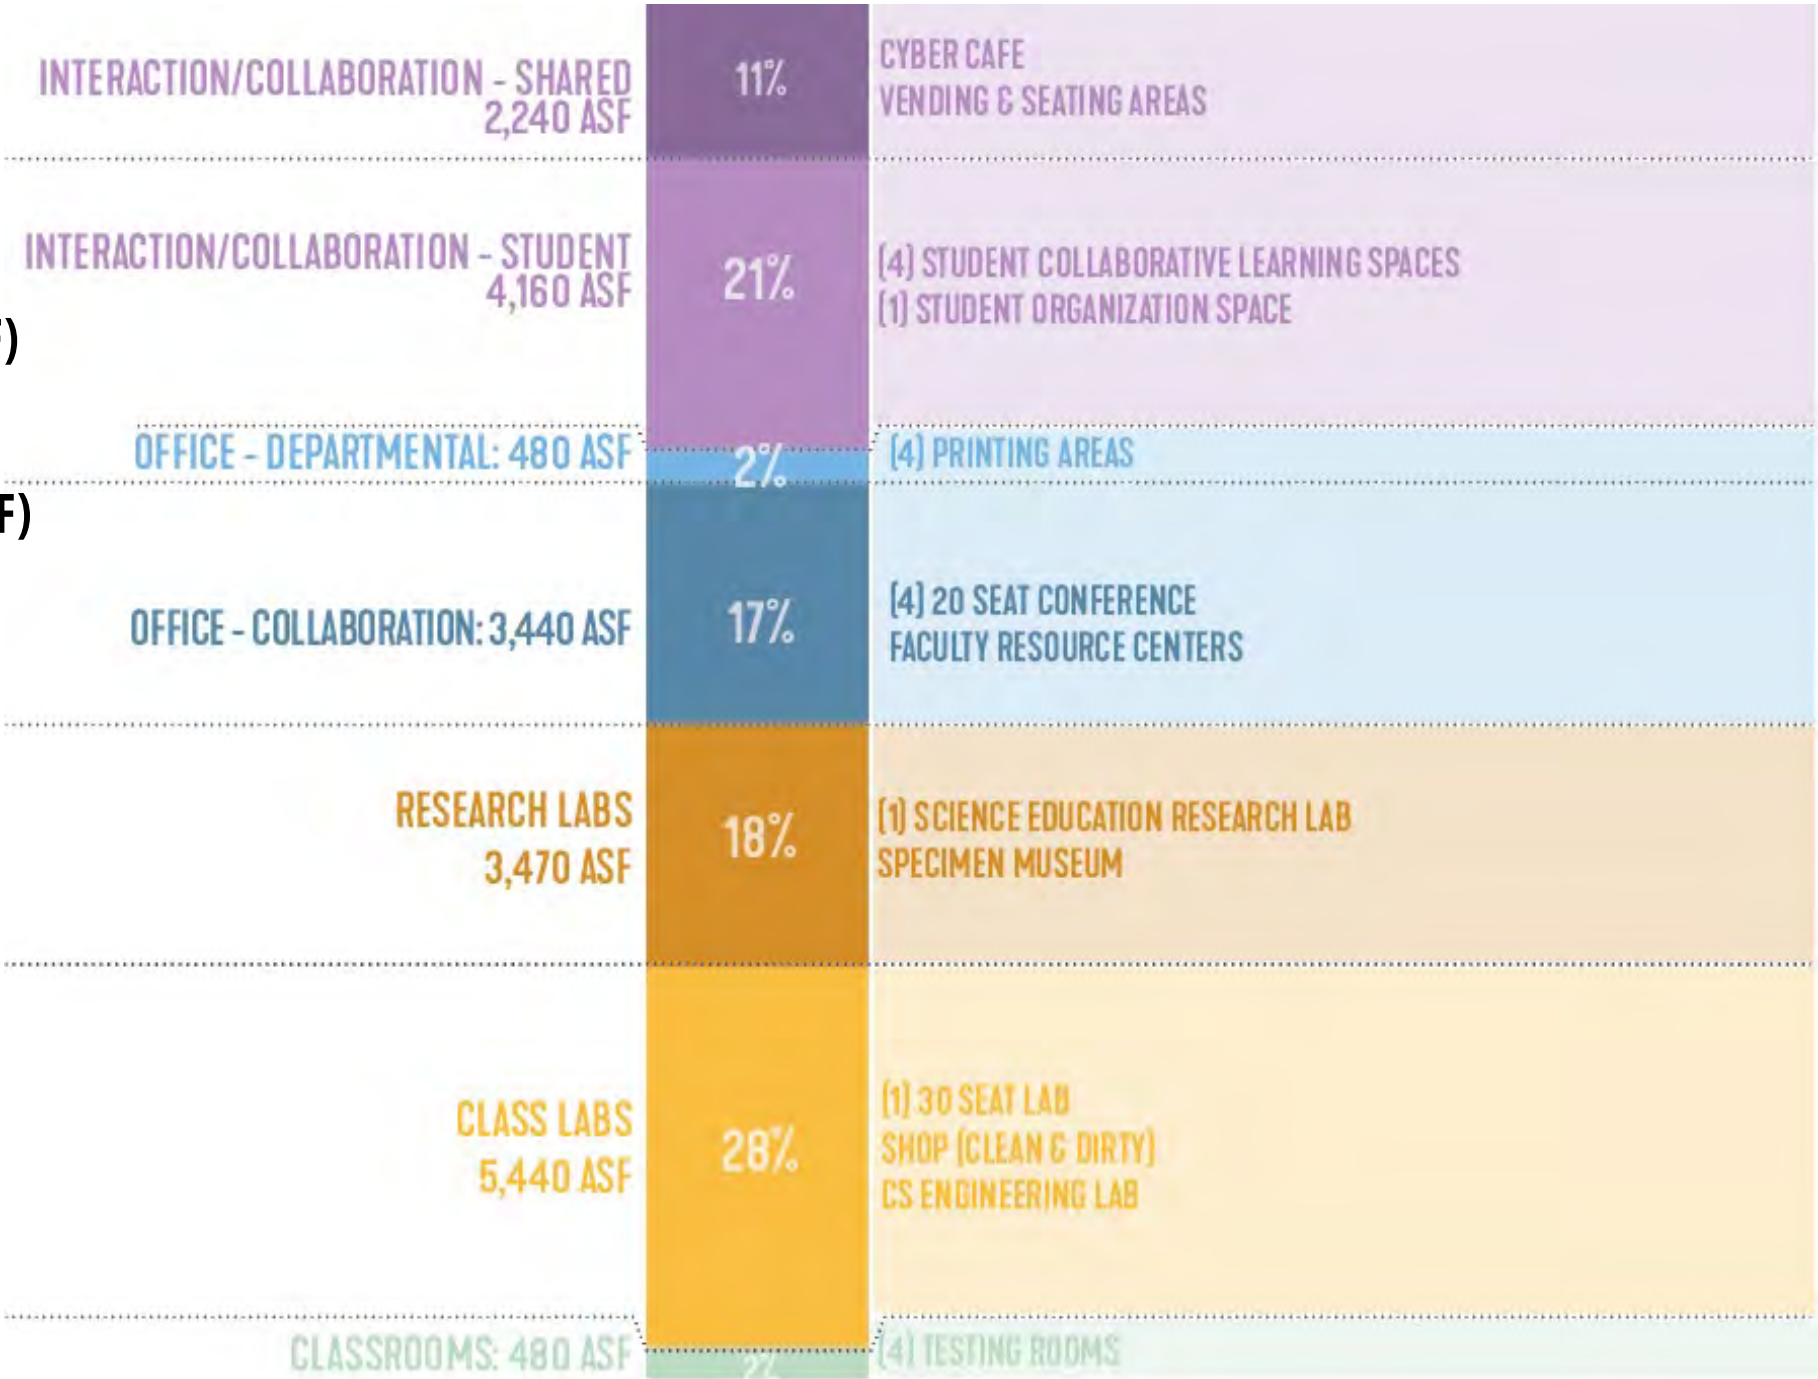 INTERACTION/COLLABORATION - SHARED
2,240 ASF
11%
CYBER CAFE
VENDING & SEATING AREAS
INTERACTION/COLLABORATION - STUDENT
4,160 ASF
21%
(4) STUDENT COLLABORATIVE LEARNING SPACES
(1) STUDENT ORGANIZATION SPACE
F)
OFFICE - DEPARTMENTAL: 480 ASF
2%
(4) PRINTING AREAS
F)
OFFICE - COLLABORATION: 3,440 ASF
17%
(4) 20 SEAT CONFERENCE
FACULTY RESOURCE CENTERS
RESEARCH LABS
3,470 ASF
18%
(1) SCIENCE EDUCATION RESEARCH LAB
SPECIMEN MUSEUM
CLASS LABS
5,440 ASF
28%
(1) 30 SEAT LAB
SHOP (CLEAN & DIRTY)
CS ENGINEERING LAB
CLASSROOMS: 480 ASF
2%
(4) TESTING ROOMS